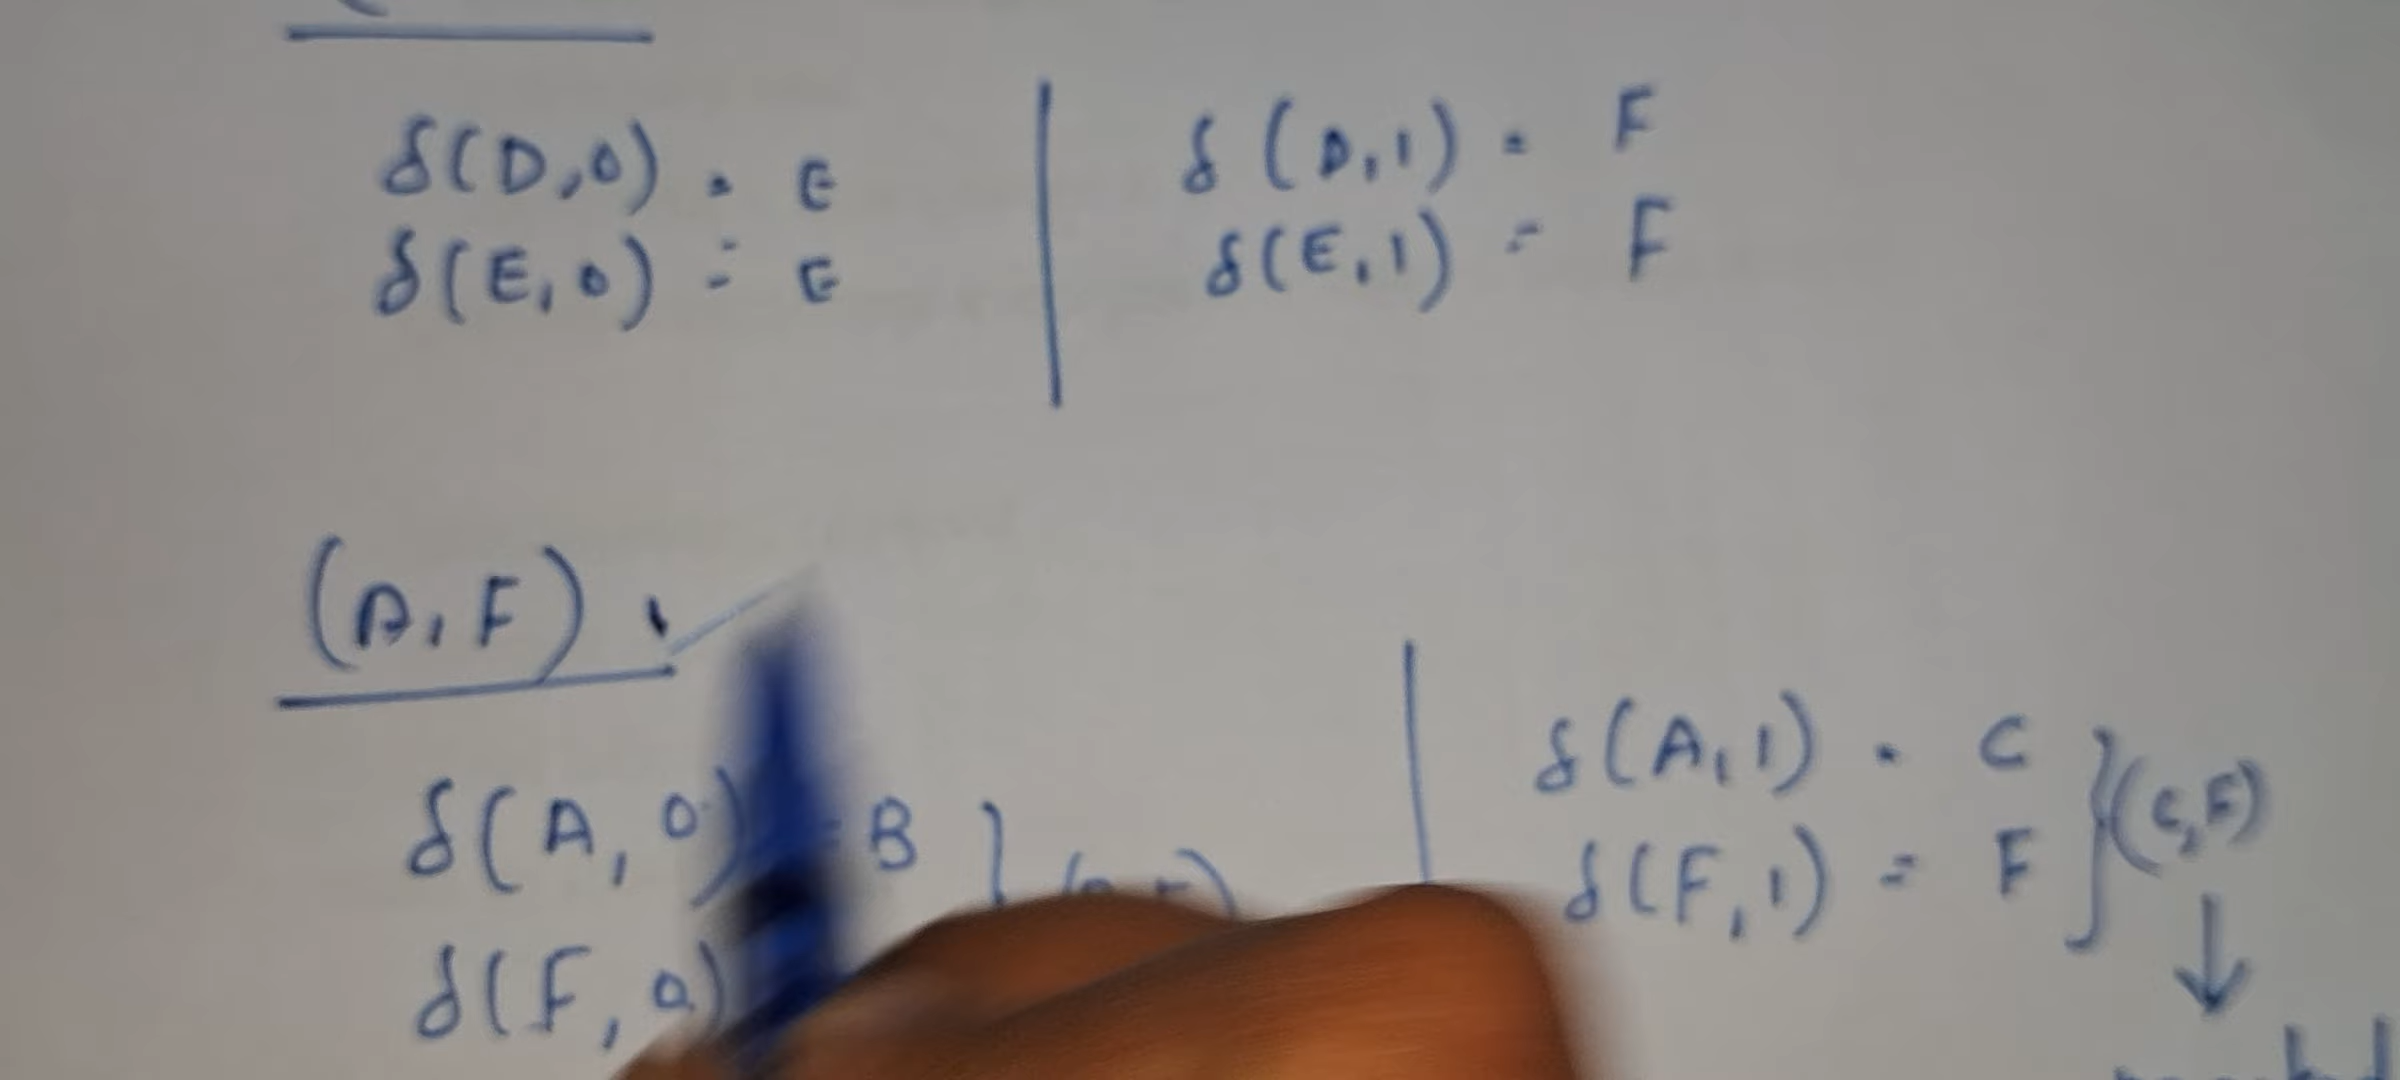 δ(D,0) = E
δ(E,0) = E
δ(D,1) = F
δ(E,1) = F
(A,F)
δ(A,0) = B
δ(F,0)
δ(A,1) = C
δ(F,1) = F
(C,F)